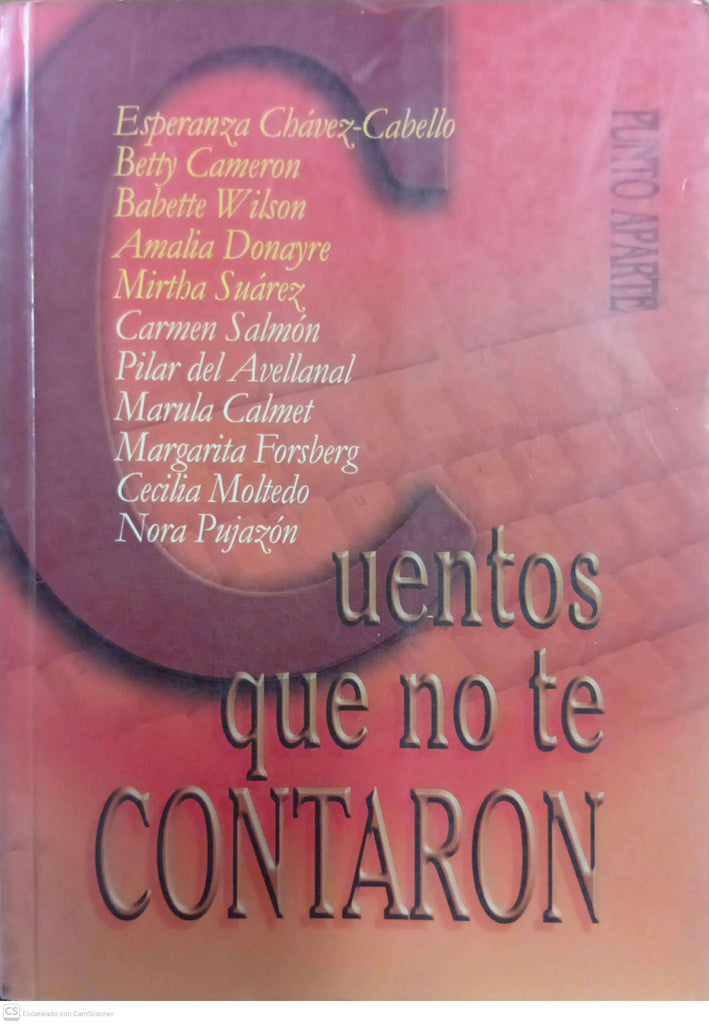 Esperanza Chávez-Cabello
Betty Cameron
Babette Wilson
Amalia Donayre
Mirtha Suárez
Carmen Salmón
Pilar del Avellanal
Marula Calmet
Margarita Forsberg
Cecilia Moltedo
Nora Pujazón
PUNTO APARTE
Cuentos
que no te
CONTARON
CS Escaneado con CamScanner